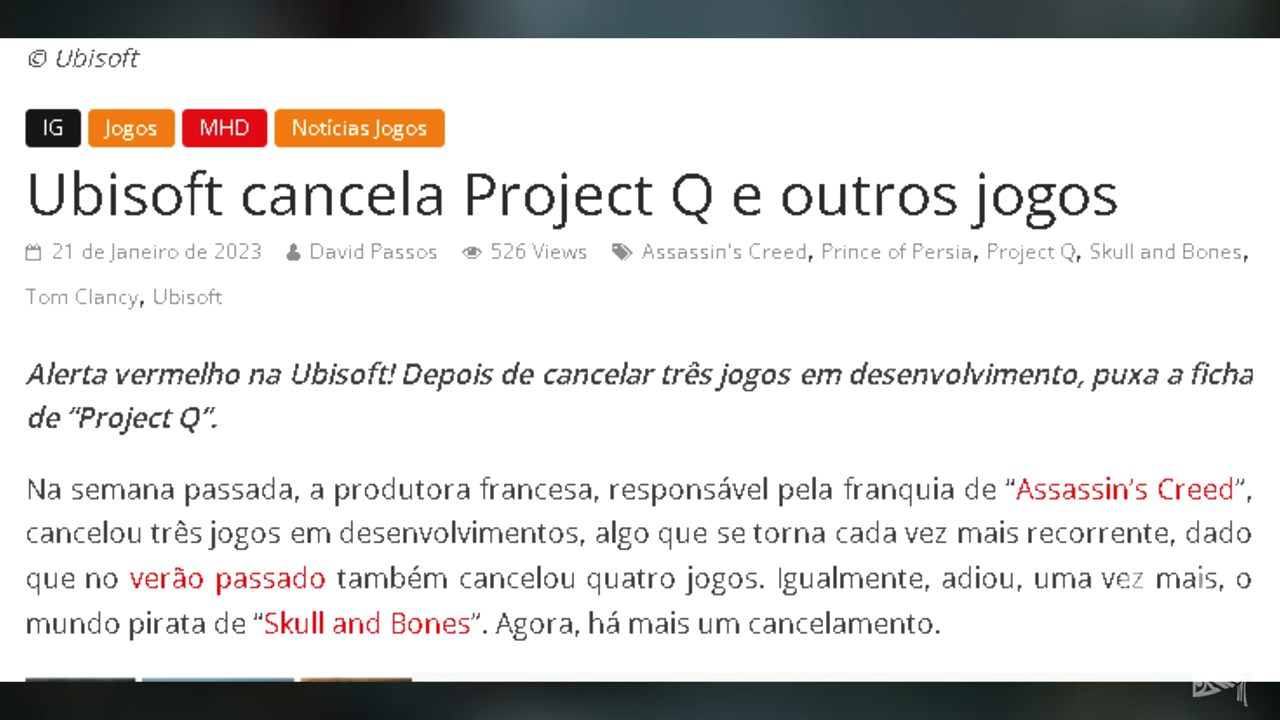 © Ubisoft
IG Jogos MHD Notícias Jogos
Ubisoft cancela Project Q e outros jogos
21 de Janeiro de 2023 David Passos 526 Views Assassin's Creed, Prince of Persia, Project Q, Skull and Bones,
Tom Clancy, Ubisoft
Alerta vermelho na Ubisoft! Depois de cancelar três jogos em desenvolvimento, puxa a ficha
de “Project Q”.
Na semana passada, a produtora francesa, responsável pela franquia de “Assassin’s Creed”,
cancelou três jogos em desenvolvimentos, algo que se torna cada vez mais recorrente, dado
que no verão passado também cancelou quatro jogos. Igualmente, adiou, uma vez mais, o
mundo pirata de “Skull and Bones”. Agora, há mais um cancelamento.